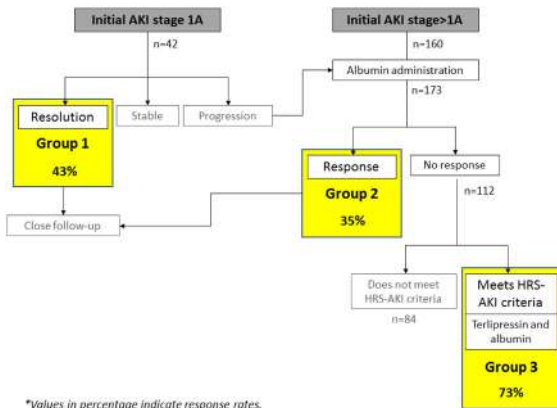 Initial AKI stage 1A
Initial AKI stage>1A
n=42
n=160
Albumin administration
n=173
Resolution
Stable
Progression
Group 1
43%
Response
No response
Group 2
35%
n=112
Close follow-up
Does not meet
HRS-AKI criteria
n=84
Meets HRS-
AKI criteria
Terlipressin and
albumin
Group 3
73%
*Values in percentage indicate response rates.